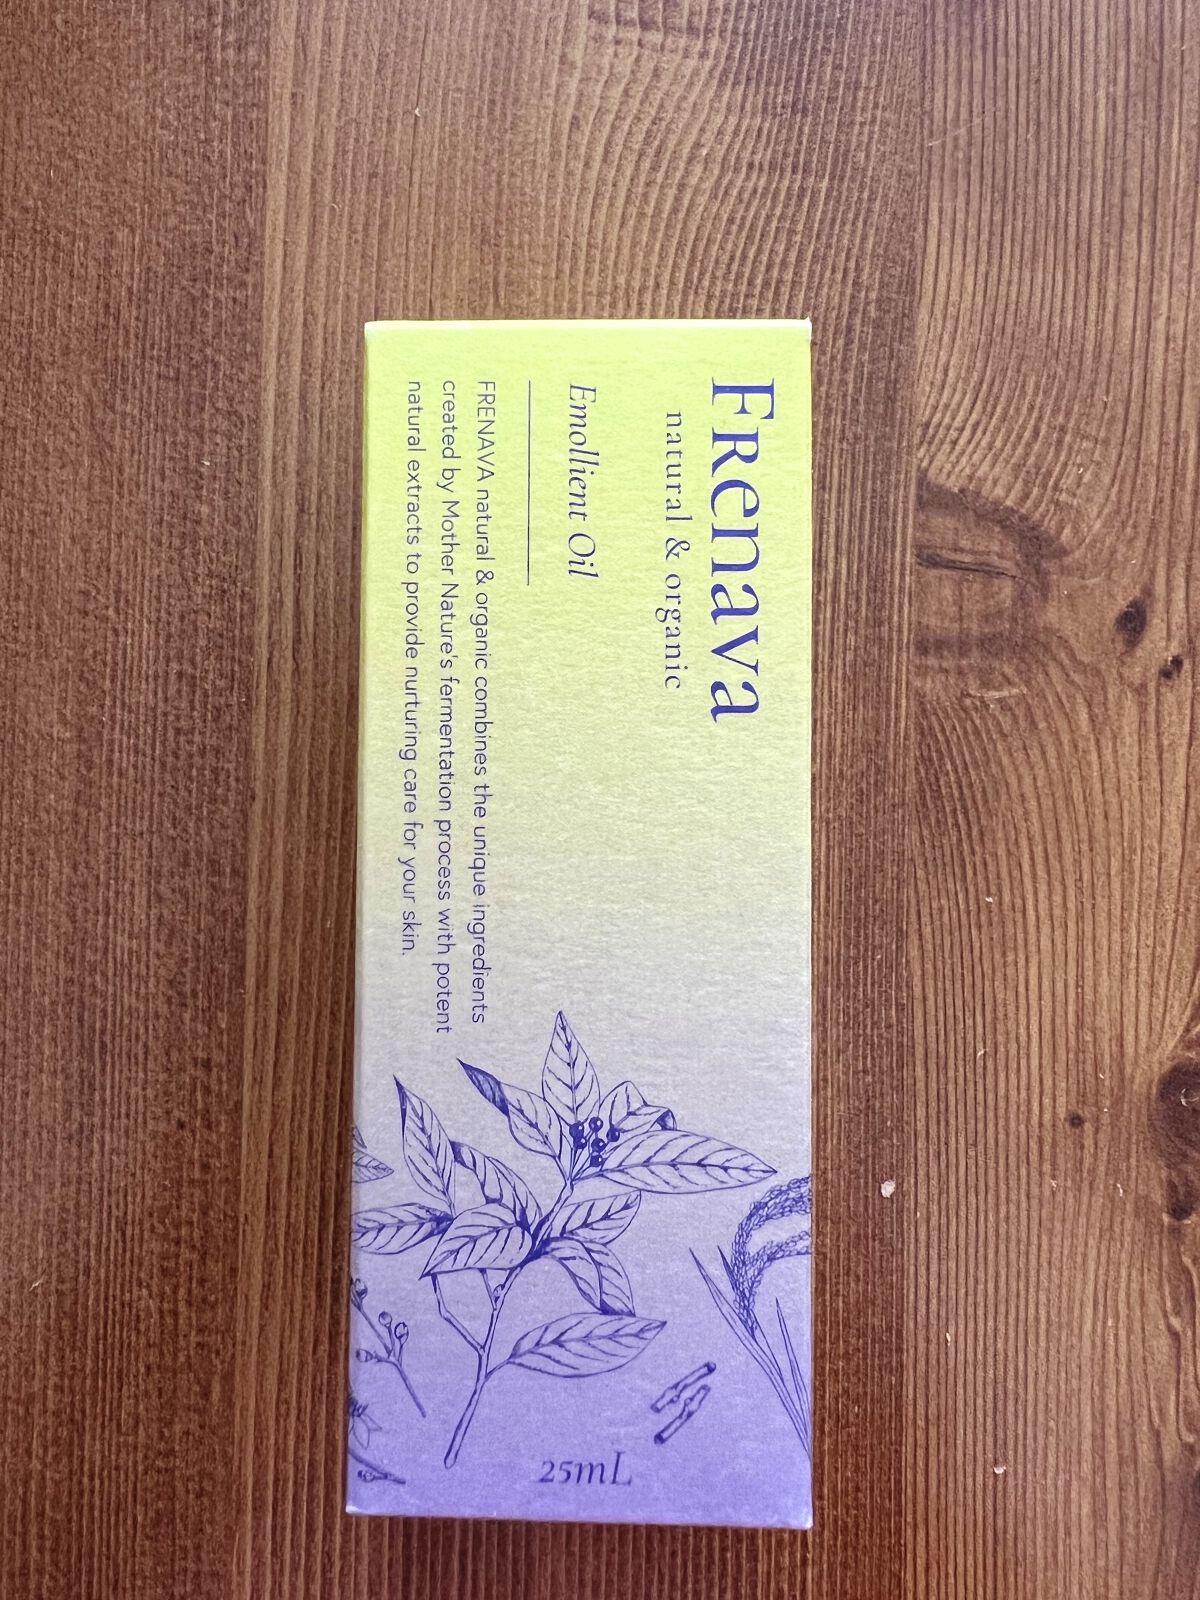 FRenava
natural & organic
Emollient Oil
FRENAVA natural & organic combines the unique ingredients
created by Mother Nature's fermentation process with potent
natural extracts to provide nurturing care for your skin.
25mL